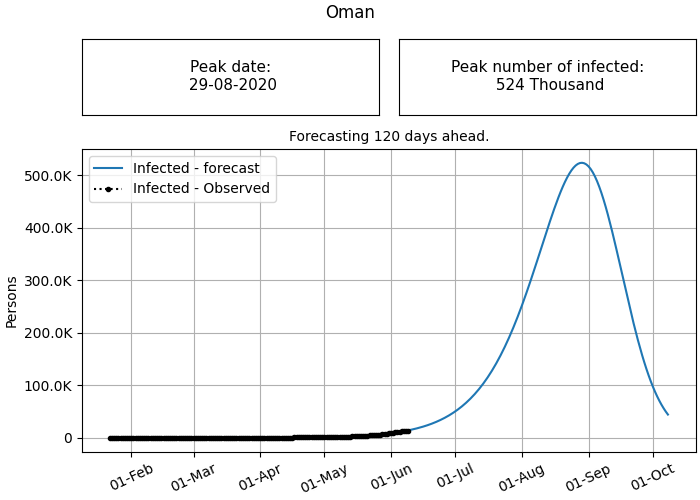 Oman
Peak date:
29-08-2020
Peak number of infected:
524 Thousand
Forecasting 120 days ahead.
Infected - forecast
Infected - Observed
Persons
500.0K
400.0K
300.0K
200.0K
100.0K
0
01-Feb
01-Mar
01-Apr
01-May
01-Jun
01-Jul
01-Aug
01-Sep
01-Oct